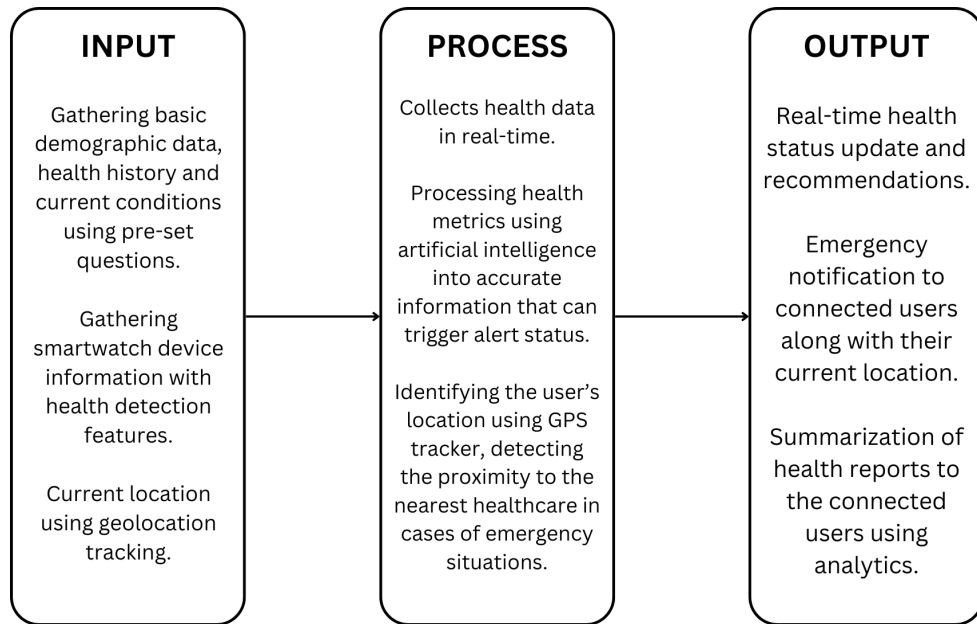 INPUT
Gathering basic
demographic data,
health history and
current conditions
using pre-set
questions.
Gathering
smartwatch device
information with
health detection
features.
Current location
using geolocation
tracking.
PROCESS
Collects health data
in real-time.
Processing health
metrics using
artificial intelligence
into accurate
information that can
trigger alert status.
Identifying the user’s
location using GPS
tracker, detecting
the proximity to the
nearest healthcare in
cases of emergency
situations.
OUTPUT
Real-time health
status update and
recommendations.
Emergency
notification to
connected users
along with their
current location.
Summarization of
health reports to
the connected
users using
analytics.